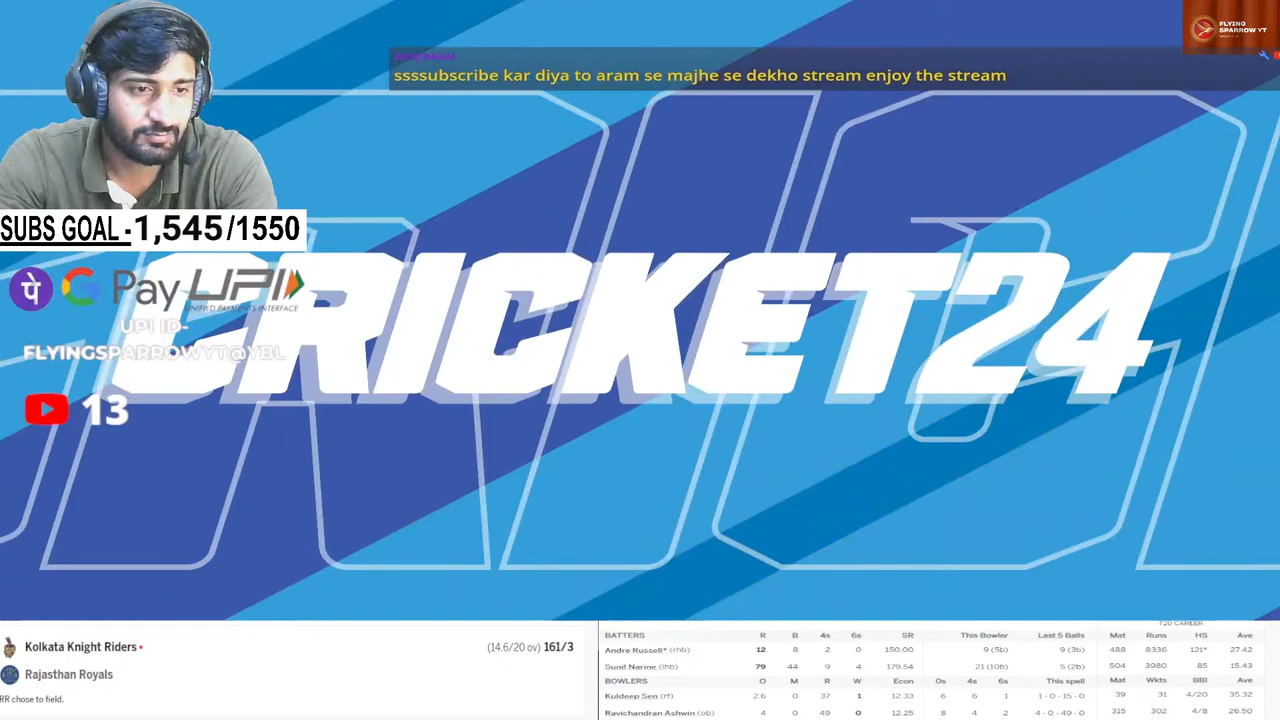 FLYING
SPARROW YT
ssssubscribe kar diya to aram se majhe se dekho stream enjoy the stream
SUBS GOAL -1,545/1550
पे G Pay UPI
UNIFIED PAYMENTS INTERFACE
UPI ID-
FLYINGSPARROWYT@YBL
CRICKET24
13
Kolkata Knight Riders • (14.6/20 ov) 161/3
Rajasthan Royals
RR chose to field.
T20 CAREER
BATTERS R B 4s 6s SR This Bowler Last 5 Balls Mat Runs HS Ave
Andre Russell* (rhb) 12 8 2 0 150.00 9 (5b) 9 (3b) 488 8336 121* 27.42
Sunil Narine (lhb) 79 44 9 4 179.54 21 (10b) 5 (2b) 504 3980 85 15.43
BOWLERS O M R W Econ 0s 4s 6s This spell Mat Wkts BBI Ave
Kuldeep Sen (rf) 2.6 0 37 1 12.33 6 6 1 1 - 0 - 15 - 0 39 31 4/20 35.32
Ravichandran Ashwin (ob) 4 0 49 0 12.25 8 4 2 4 - 0 - 49 - 0 315 302 4/8 26.50